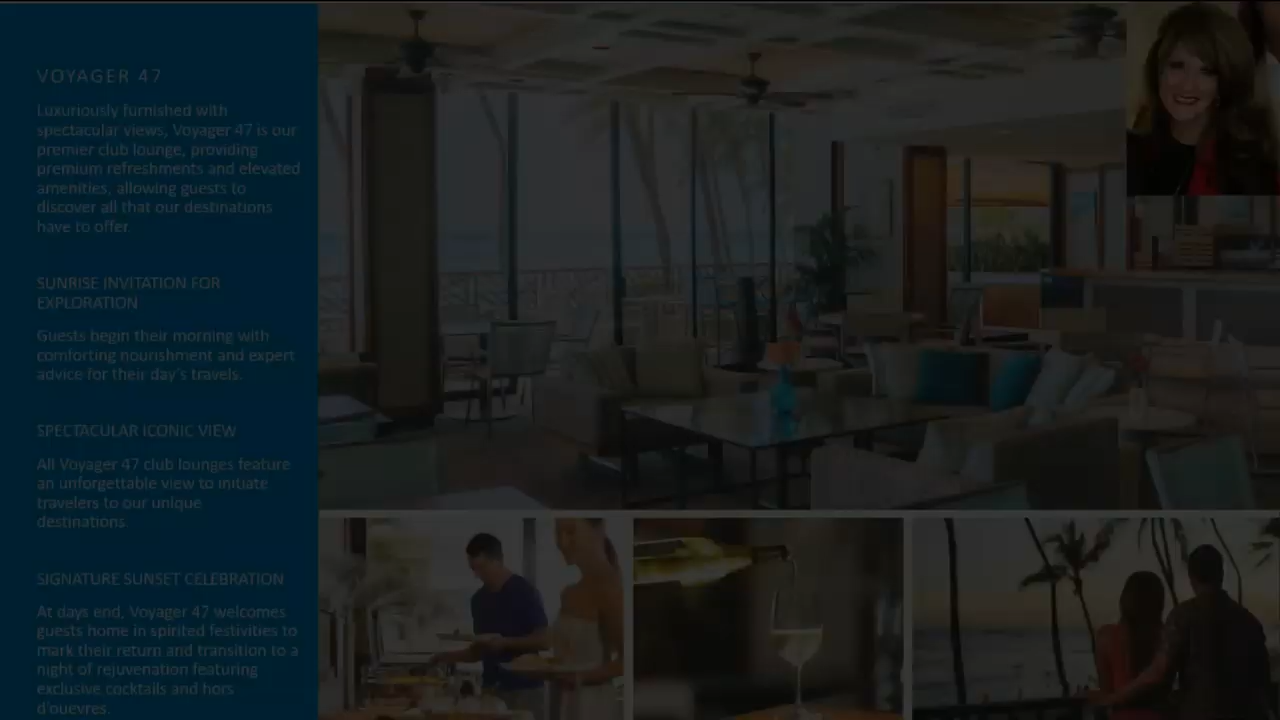 VOYAGER 47
Luxuriously furnished with
spectacular views, Voyager 47 is our
premier club lounge, providing
premium refreshments and elevated
amenities, allowing guests to
discover all that our destinations
have to offer.
SUNRISE INVITATION FOR
EXPLORATION
Guests begin their morning with
comforting nourishment and expert
advice for their day's travels.
SPECTACULAR ICONIC VIEW
All Voyager 47 club lounges feature
an unforgettable view to initiate
travelers to our unique
destinations.
SIGNATURE SUNSET CELEBRATION
At days end, Voyager 47 welcomes
guests home in spirited festivities to
mark their return and transition to a
night of rejuvenation featuring
exclusive cocktails and hors
d'ouevres.